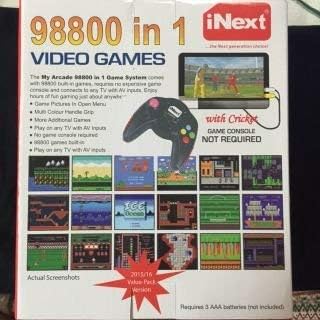 98800 in 1
VIDEO GAMES
iNext
...the Next generation choice!
The My Arcade 98800 in 1 Game System comes
with 98800 built-in games, requires no expensive game
console and connects to any TV with AV inputs. Enjoy
hours of fun gaming just about anywhere
• Game Pictures In Open Menu
• Multi Colour Handle Grip
• More Additional Games
• Play on any TV with AV inputs
• No game console required
• 98800 games built-in
• Play on any TV with AV inputs
with Cricket
GAME CONSOLE
NOT REQUIRED
ICE
Ocean
Actual Screenshots
2015/16
Value Pack
Version
Requires 3 AAA batteries (not included.)